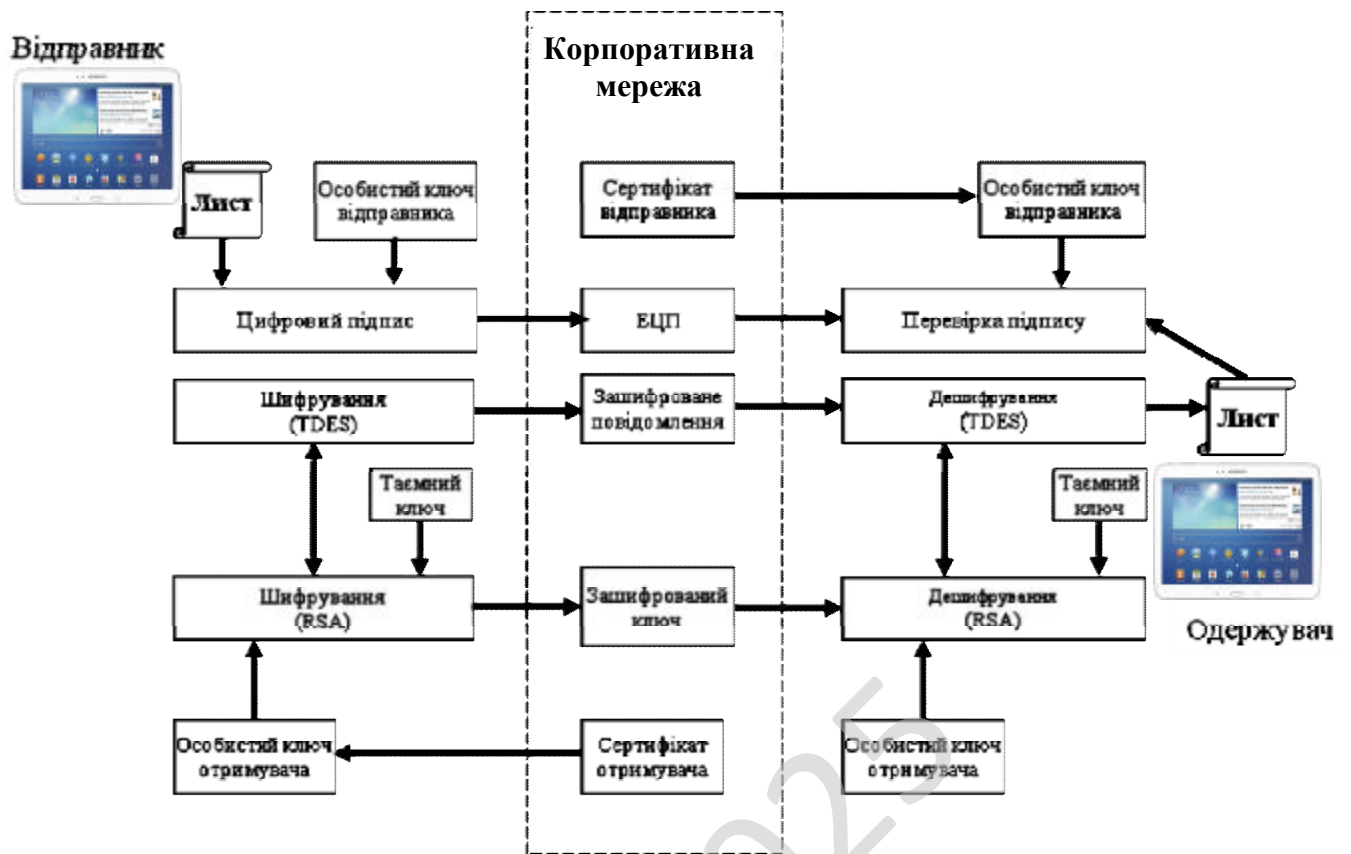 Відправник
Корпоративна
мережа
Лист
Особистий ключ
відправника
Сертифікат
відправника
Особистий ключ
відправника
Цифровий підпис
ЕЦП
Перевірка підпису
Шифрування
(TDES)
Зашифроване
повідомлення
Дешифрування
(TDES)
Лист
Таємний
ключ
Таємний
ключ
Шифрування
(RSA)
Зашифрований
ключ
Дешифрування
(RSA)
Одержувач
Особистий ключ
отримувача
Сертифікат
отримувача
Особистий ключ
отримувача
2025